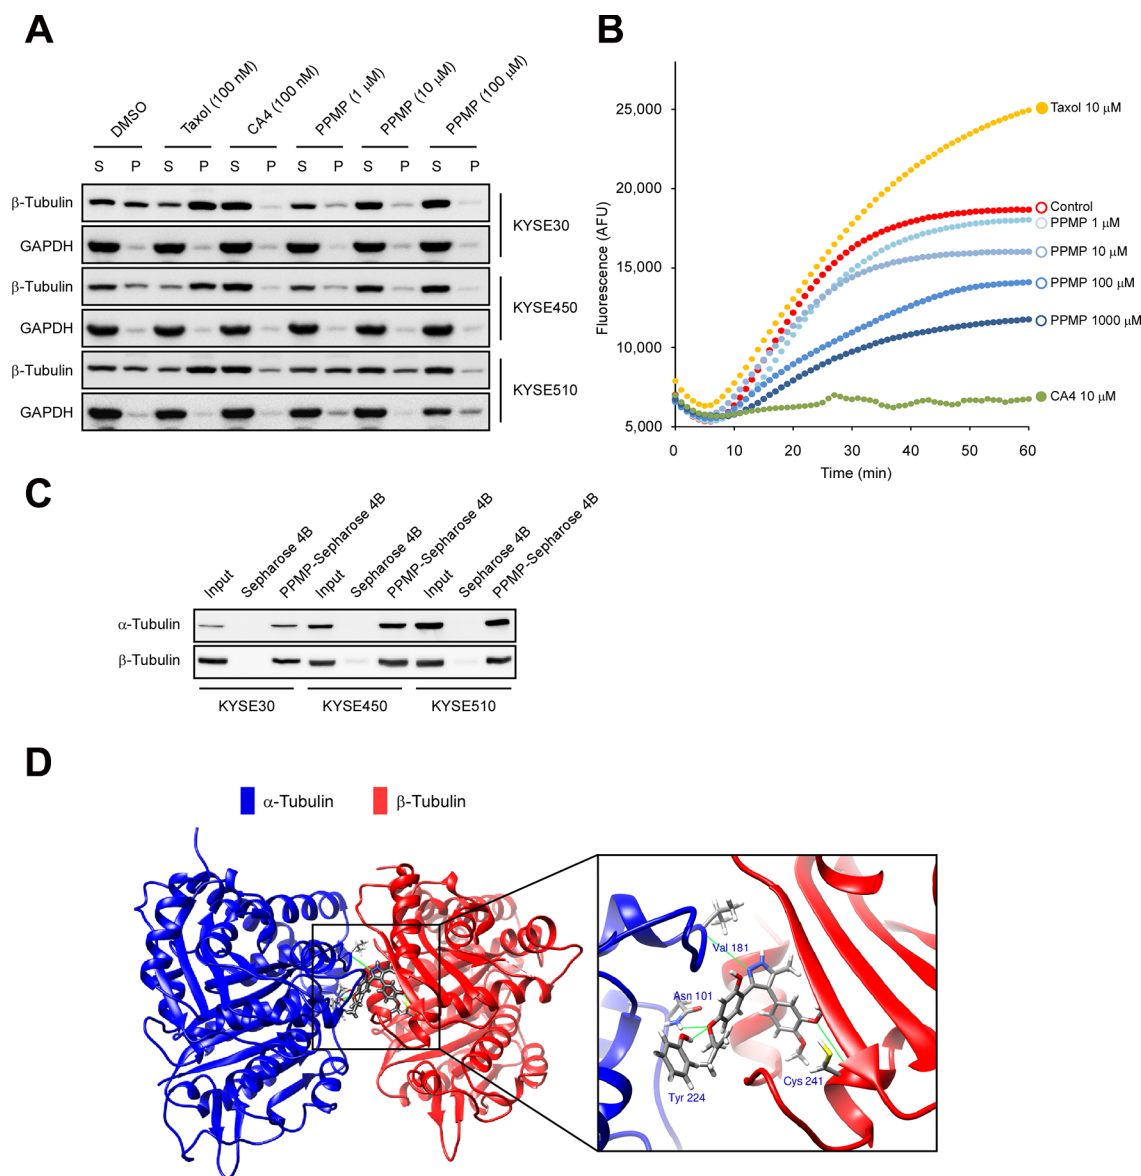 A
DMSO
Taxol (100 nM)
CA4 (100 nM)
PPMP (1 μM)
PPMP (10 μM)
PPMP (100 μM)
S P S P S P S P S P S P
β-Tubulin
GAPDH
KYSE30
β-Tubulin
GAPDH
KYSE450
β-Tubulin
GAPDH
KYSE510
B
Fluorescence (AFU)
25,000
20,000
15,000
10,000
5,000
0 10 20 30 40 50 60
Time (min)
Taxol 10 μM
Control
PPMP 1 μM
PPMP 10 μM
PPMP 100 μM
PPMP 1000 μM
CA4 10 μM
C
Input
Sepharose 4B
PPMP-Sepharose 4B
Input
Sepharose 4B
PPMP-Sepharose 4B
Input
Sepharose 4B
PPMP-Sepharose 4B
α-Tubulin
β-Tubulin
KYSE30 KYSE450 KYSE510
D
α-Tubulin β-Tubulin
Val 181
Asn 101
Tyr 224
Cys 241